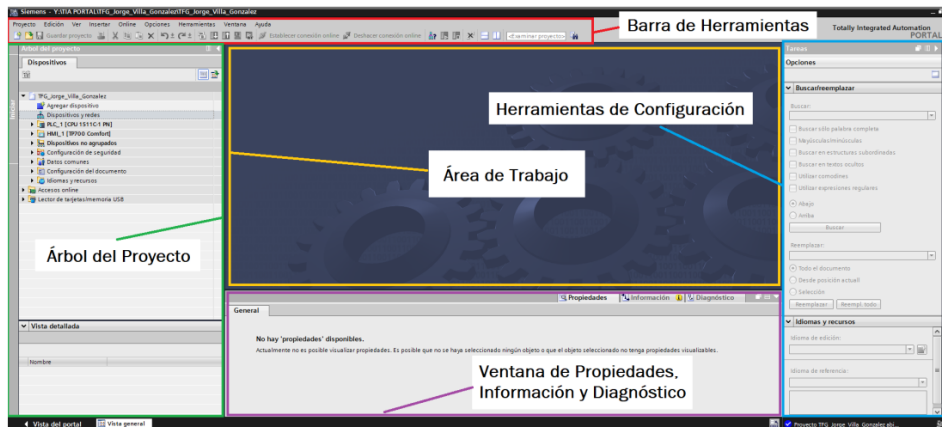 Siemens - Y:\TIA PORTAL\TFG_Jorge_Villa_Gonzalez\TFG_Jorge_Villa_Gonzalez
Proyecto Edición Ver Insertar Online Opciones Herramientas Ventana Ayuda
Guardar proyecto
Establecer conexión online
Deshacer conexión online
<Examinar proyecto>
Barra de Herramientas
Totally Integrated Automation
PORTAL
Árbol del proyecto
Dispositivos
Iniciar
TFG_Jorge_Villa_Gonzalez
Agregar dispositivo
Dispositivos y redes
PLC_1 [CPU 1511C-1 PN]
HMI_1 [TP700 Comfort]
Dispositivos no agrupados
Configuración de seguridad
Datos comunes
Configuración del documento
Idiomas y recursos
Accesos online
Lector de tarjetas/memoria USB
Árbol del Proyecto
Vista detallada
Nombre
Herramientas de Configuración
Área de Trabajo
Propiedades
Información
Diagnóstico
General
No hay 'propiedades' disponibles.
Actualmente no es posible visualizar propiedades. Es posible que no se haya seleccionado ningún objeto o que el objeto seleccionado no tenga propiedades visualizables.
Ventana de Propiedades,
Información y Diagnóstico
Tareas
Opciones
Buscar/reemplazar
Buscar:
Buscar sólo palabra completa
Mayúsculas/minúsculas
Buscar en estructuras subordinadas
Buscar en textos ocultos
Utilizar comodines
Utilizar expresiones regulares
Abajo
Arriba
Buscar
Reemplazar:
Todo el documento
Desde posición actual
Selección
Reemplazar
Reempl. todo
Idiomas y recursos
Idioma de edición:
Idioma de referencia:
Vista del portal
Vista general
Proyecto TFG_Jorge_Villa_Gonzalez abi...